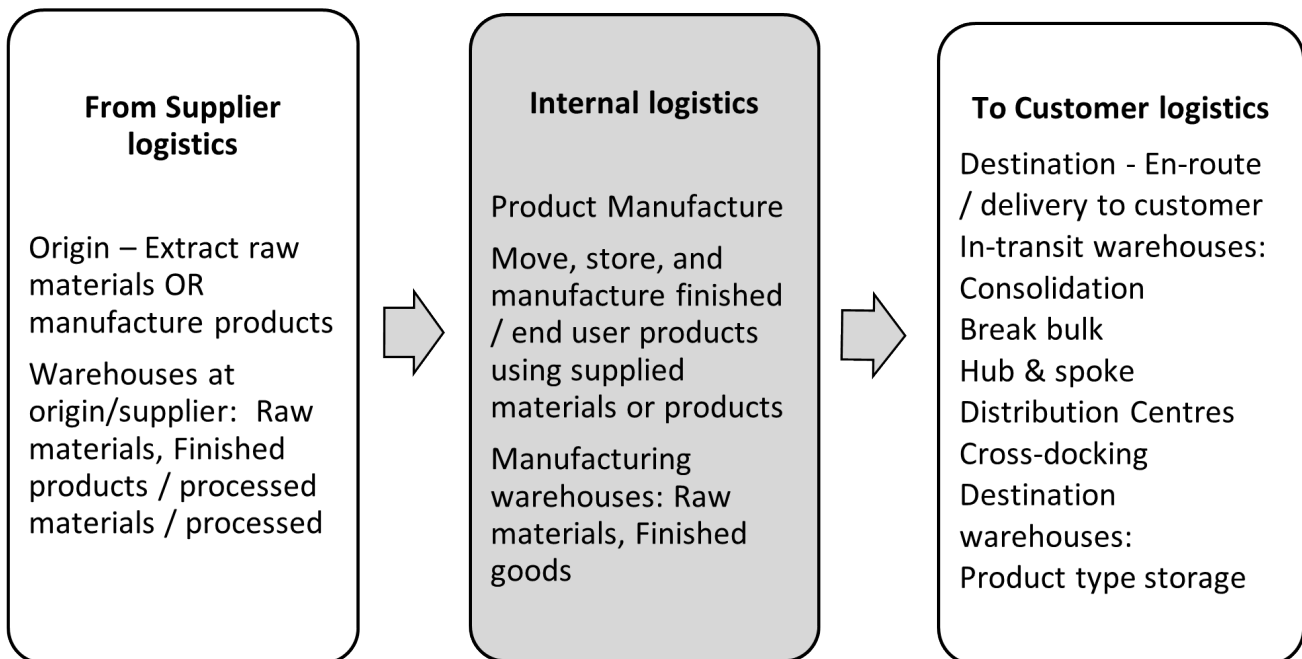 From Supplier
logistics
Origin – Extract raw
materials OR
manufacture products
Warehouses at
origin/supplier:  Raw
materials, Finished
products / processed
materials / processed
Internal logistics
Product Manufacture
Move, store, and
manufacture finished
/ end user products
using supplied
materials or products
Manufacturing
warehouses: Raw
materials, Finished
goods
To Customer logistics
Destination - En-route
/ delivery to customer
In-transit warehouses:
Consolidation
Break bulk
Hub & spoke
Distribution Centres
Cross-docking
Destination
warehouses:
Product type storage